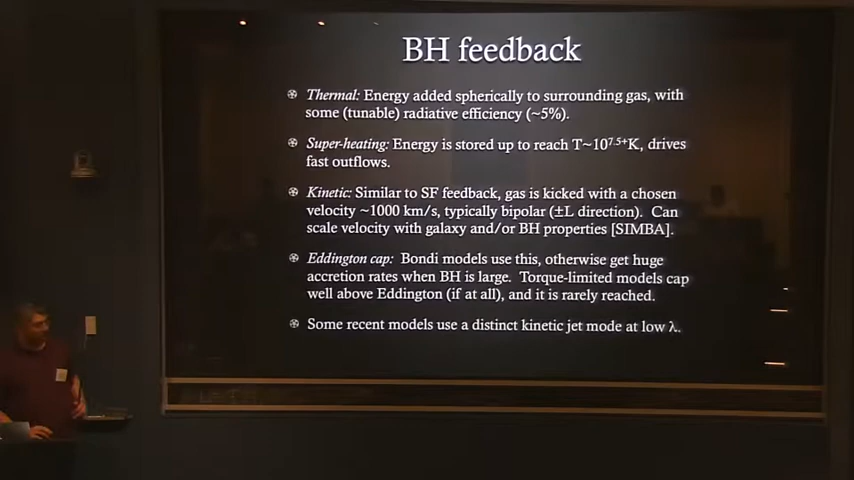 BH feedback
Thermal: Energy added spherically to surrounding gas, with
some (tunable) radiative efficiency (~5%).
Super-heating: Energy is stored up to reach T~10⁷·⁵⁺K, drives
fast outflows.
Kinetic: Similar to SF feedback, gas is kicked with a chosen
velocity ~1000 km/s, typically bipolar (±L direction). Can
scale velocity with galaxy and/or BH properties [SIMBA].
Eddington cap: Bondi models use this, otherwise get huge
accretion rates when BH is large. Torque-limited models cap
well above Eddington (if at all), and it is rarely reached.
Some recent models use a distinct kinetic jet mode at low λ.